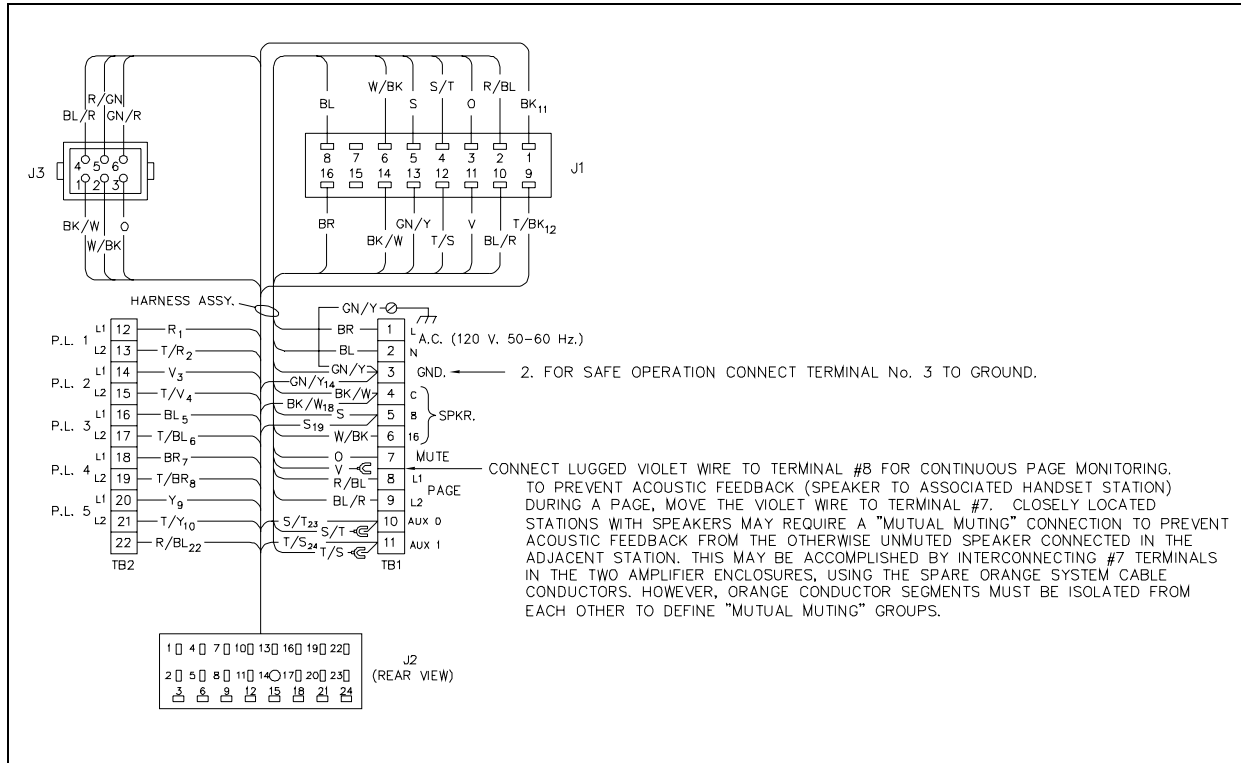 R/GN
BL/R GN/R
J3
4 5 6
1 2 3
BK/W O
W/BK
BL W/BK S S/T O R/BL BK11
8 7 6 5 4 3 2 1
16 15 14 13 12 11 10 9
J1
BR BK/W GN/Y T/S V BL/R T/BK12
HARNESS ASSY.
P.L. 1
L1 12 R1
L2 13 T/R2
P.L. 2
L1 14 V3
L2 15 T/V4
P.L. 3
L1 16 BL5
L2 17 T/BL6
P.L. 4
L1 18 BR7
L2 19 T/BR8
P.L. 5
L1 20 Y9
L2 21 T/Y10
22 R/BL22
TB2
GN/Y
BR 1 L
A.C. (120 V. 50-60 Hz.)
BL 2 N
GN/Y 3 GND.
2. FOR SAFE OPERATION CONNECT TERMINAL No. 3 TO GROUND.
GN/Y14
BK/W 4 C
BK/W18
S 5 8
SPKR.
S19
W/BK 6 16
O 7 MUTE
V
R/BL 8 L1
PAGE
BL/R 9 L2
S/T23 10 AUX 0
S/T
T/S24 11 AUX 1
T/S
TB1
CONNECT LUGGED VIOLET WIRE TO TERMINAL #8 FOR CONTINUOUS PAGE MONITORING.
TO PREVENT ACOUSTIC FEEDBACK (SPEAKER TO ASSOCIATED HANDSET STATION)
DURING A PAGE, MOVE THE VIOLET WIRE TO TERMINAL #7. CLOSELY LOCATED
STATIONS WITH SPEAKERS MAY REQUIRE A "MUTUAL MUTING" CONNECTION TO PREVENT
ACOUSTIC FEEDBACK FROM THE OTHERWISE UNMUTED SPEAKER CONNECTED IN THE
ADJACENT STATION. THIS MAY BE ACCOMPLISHED BY INTERCONNECTING #7 TERMINALS
IN THE TWO AMPLIFIER ENCLOSURES, USING THE SPARE ORANGE SYSTEM CABLE
CONDUCTORS. HOWEVER, ORANGE CONDUCTOR SEGMENTS MUST BE ISOLATED FROM
EACH OTHER TO DEFINE "MUTUAL MUTING" GROUPS.
1 4 7 10 13 16 19 22
2 5 8 11 14 17 20 23
3 6 9 12 15 18 21 24
J2
(REAR VIEW)